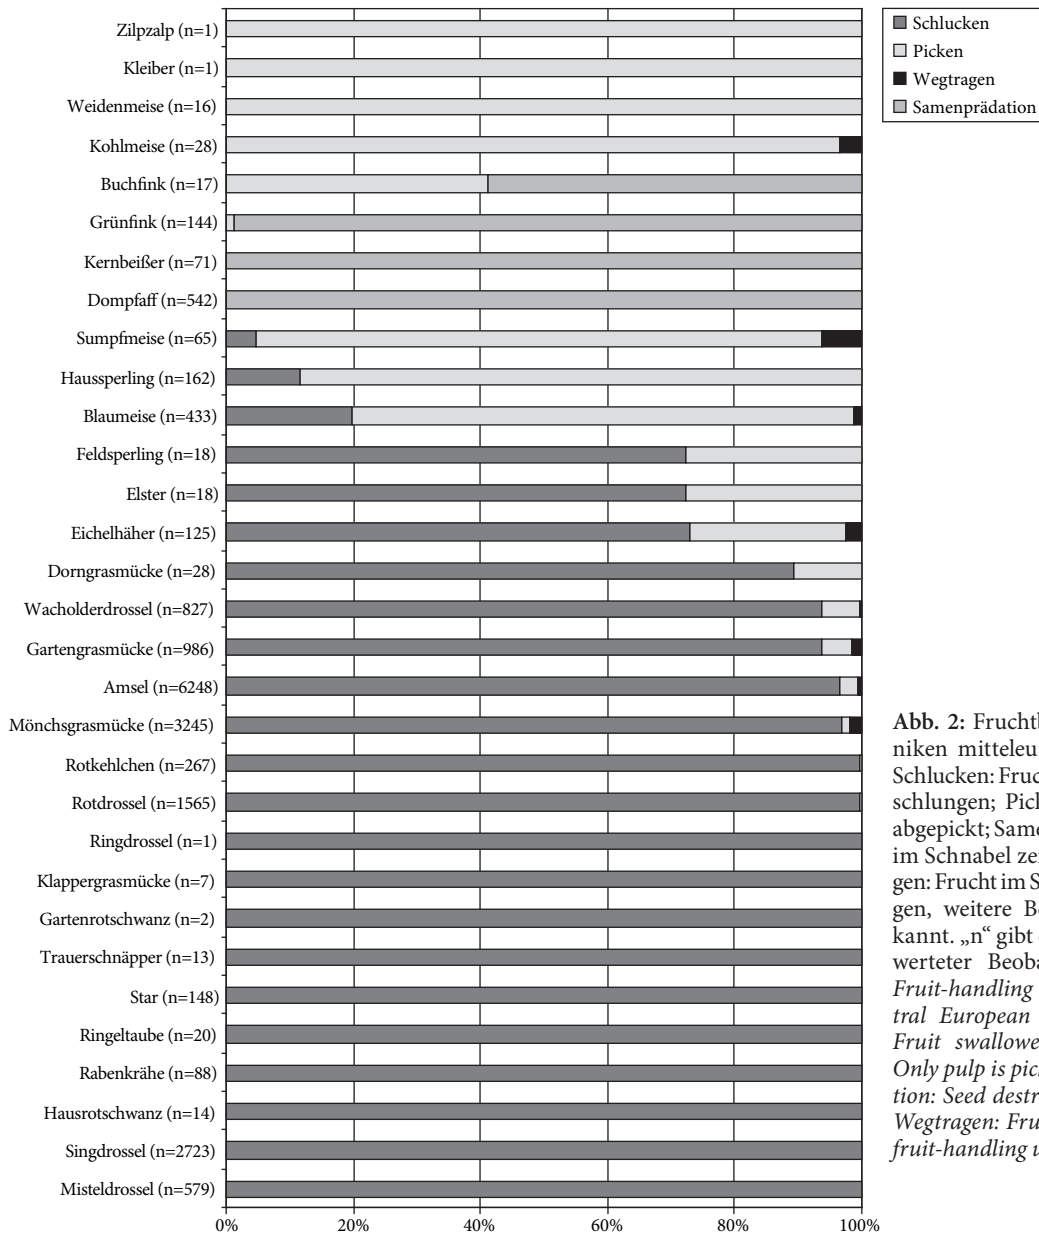 Zilpzalp (n=1)
Kleiber (n=1)
Weidenmeise (n=16)
Kohlmeise (n=28)
Buchfink (n=17)
Grünfink (n=144)
Kernbeißer (n=71)
Dompfaff (n=542)
Sumpfmeise (n=65)
Haussperling (n=162)
Blaumeise (n=433)
Feldsperling (n=18)
Elster (n=18)
Eichelhäher (n=125)
Dorngrasmücke (n=28)
Wacholderdrossel (n=827)
Gartengrasmücke (n=986)
Amsel (n=6248)
Mönchsgrasmücke (n=3245)
Rotkehlchen (n=267)
Rotdrossel (n=1565)
Ringdrossel (n=1)
Klappergrasmücke (n=7)
Gartenrotschwanz (n=2)
Trauerschnäpper (n=13)
Star (n=148)
Ringeltaube (n=20)
Rabenkrähe (n=88)
Hausrotschwanz (n=14)
Singdrossel (n=2723)
Misteldrossel (n=579)
0% 20% 40% 60% 80% 100%
Schlucken
Picken
Wegtragen
Samenprädation
Abb. 2: Fruchtb
niken mitteleu
Schlucken: Fruc
schlungen; Pick
abgepickt; Same
im Schnabel ze
gen: Frucht im S
gen, weitere Be
kannt. „n“ gibt
werteter Beoba
Fruit-handling
tral European
Fruit swallowe
Only pulp is pic
tion: Seed destr
Wegtragen: Fru
fruit-handling u